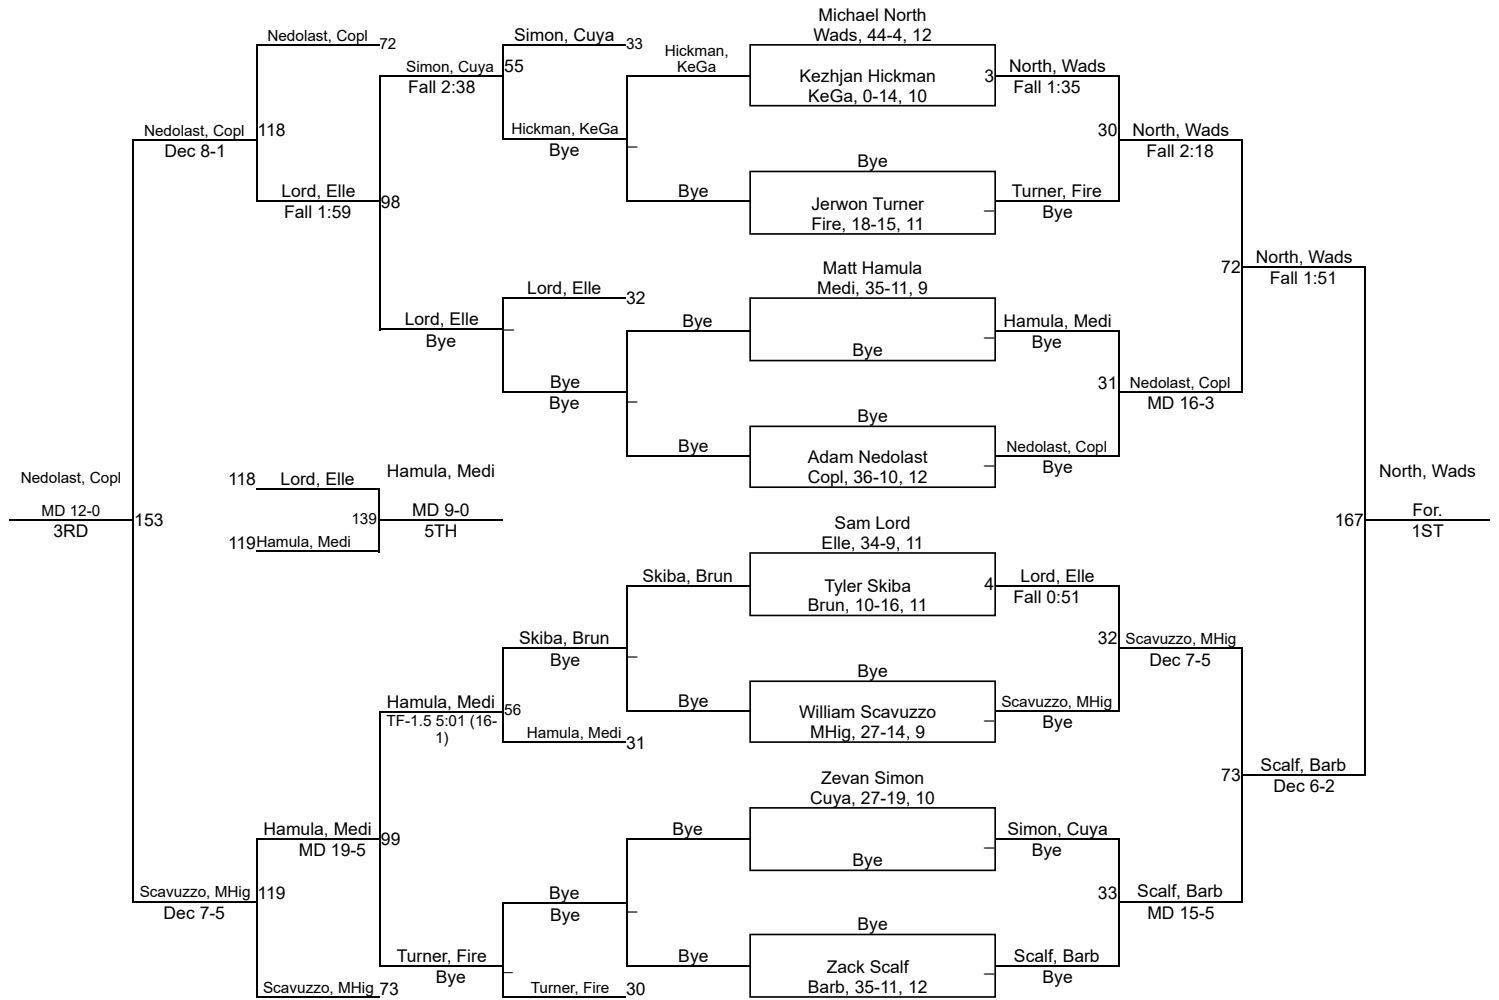 Michael North
Wads, 44-4, 12
Kezhjan Hickman
KeGa, 0-14, 10
3
Bye
Jerwon Turner
Fire, 18-15, 11
Matt Hamula
Medi, 35-11, 9
Bye
Bye
Adam Nedolast
Copl, 36-10, 12
Sam Lord
Elle, 34-9, 11
Tyler Skiba
Brun, 10-16, 11
4
Bye
William Scavuzzo
MHig, 27-14, 9
Zevan Simon
Cuya, 27-19, 10
Bye
Bye
Zack Scalf
Barb, 35-11, 12
North, Wads
Fall 1:35
30
Turner, Fire
Bye
Hamula, Medi
Bye
31
Nedolast, Copl
Bye
Lord, Elle
Fall 0:51
32
Scavuzzo, MHig
Bye
Simon, Cuya
Bye
33
Scalf, Barb
Bye
North, Wads
Fall 2:18
72
Nedolast, Copl
MD 16-3
Scavuzzo, MHig
Dec 7-5
73
Scalf, Barb
MD 15-5
North, Wads
Fall 1:51
167
Scalf, Barb
Dec 6-2
North, Wads
For.
1ST
Hickman,
KeGa
Bye
Bye
Bye
Skiba, Brun
Bye
Bye
Bye
Simon, Cuya
33
55
Hickman, KeGa
Bye
Lord, Elle
32
Bye
Bye
Skiba, Brun
Bye
56
Hamula, Medi
31
Bye
Bye
Turner, Fire
30
Simon, Cuya
Fall 2:38
98
Lord, Elle
Bye
Hamula, Medi
TF-1.5 5:01 (16-
1)
99
Turner, Fire
Bye
Nedolast, Copl
72
118
Lord, Elle
Fall 1:59
118
Lord, Elle
139
119
Hamula, Medi
Hamula, Medi
MD 9-0
5TH
Hamula, Medi
MD 19-5
119
Scavuzzo, MHig
73
Nedolast, Copl
Dec 8-1
153
Scavuzzo, MHig
Dec 7-5
Nedolast, Copl
MD 12-0
3RD